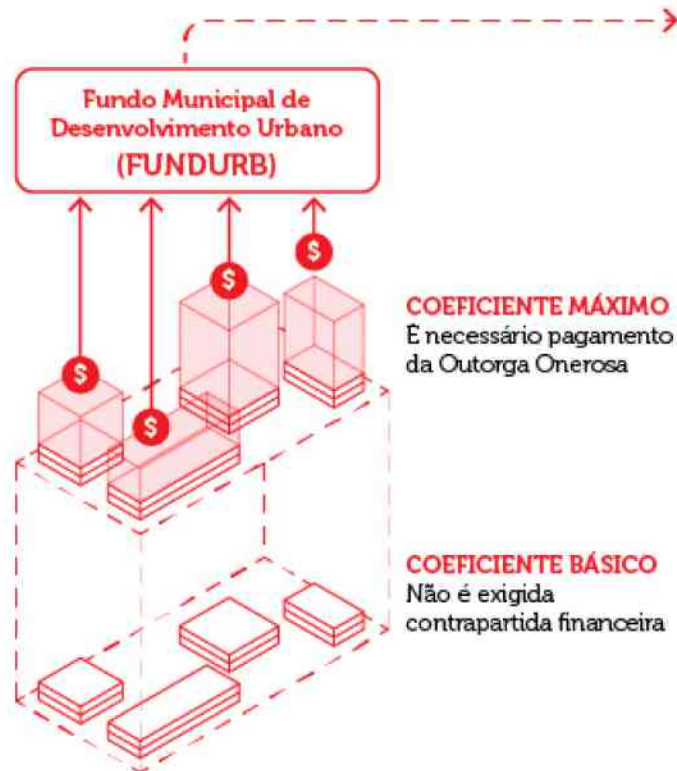 Fundo Municipal de
Desenvolvimento Urbano
(FUNDURB)
$
$
$
$
COEFICIENTE MÁXIMO
É necessário pagamento
da Outorga Onerosa
COEFICIENTE BÁSICO
Não é exigida
contrapartida financeira